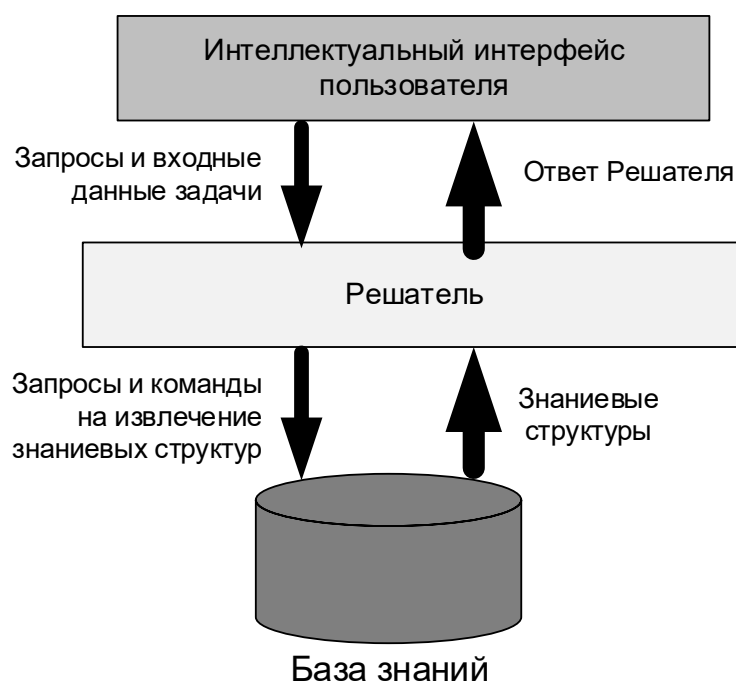 Интеллектуальный интерфейс
пользователя
Запросы и входные
данные задачи
Ответ Решателя
Решатель
Запросы и команды
на извлечение
знаниевых структур
Знаниевые
структуры
База знаний